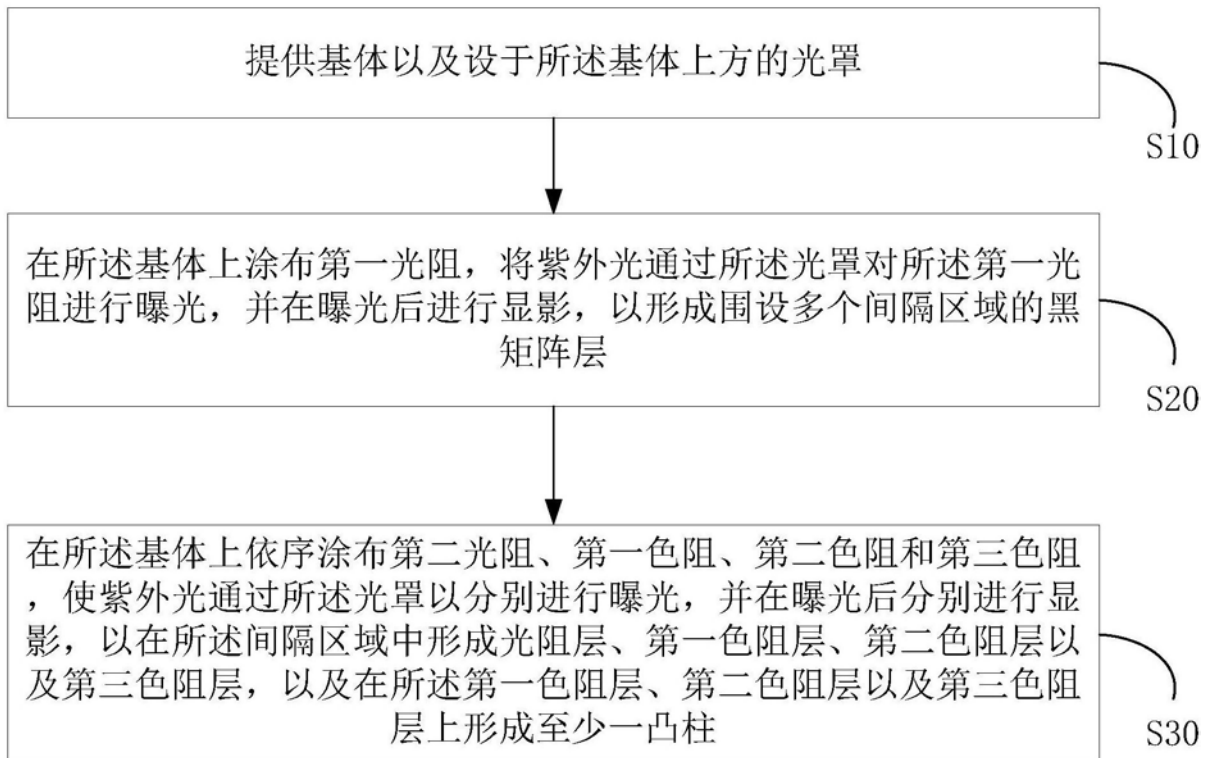 提供基体以及设于所述基体上方的光罩
S10
在所述基体上涂布第一光阻，将紫外光通过所述光罩对所述第一光
阻进行曝光，并在曝光后进行显影，以形成围设多个间隔区域的黑
矩阵层
S20
在所述基体上依序涂布第二光阻、第一色阻、第二色阻和第三色阻
，使紫外光通过所述光罩以分别进行曝光，并在曝光后分别进行显
影，以在所述间隔区域中形成光阻层、第一色阻层、第二色阻层以
及第三色阻层，以及在所述第一色阻层、第二色阻层以及第三色阻
层上形成至少一凸柱
S30